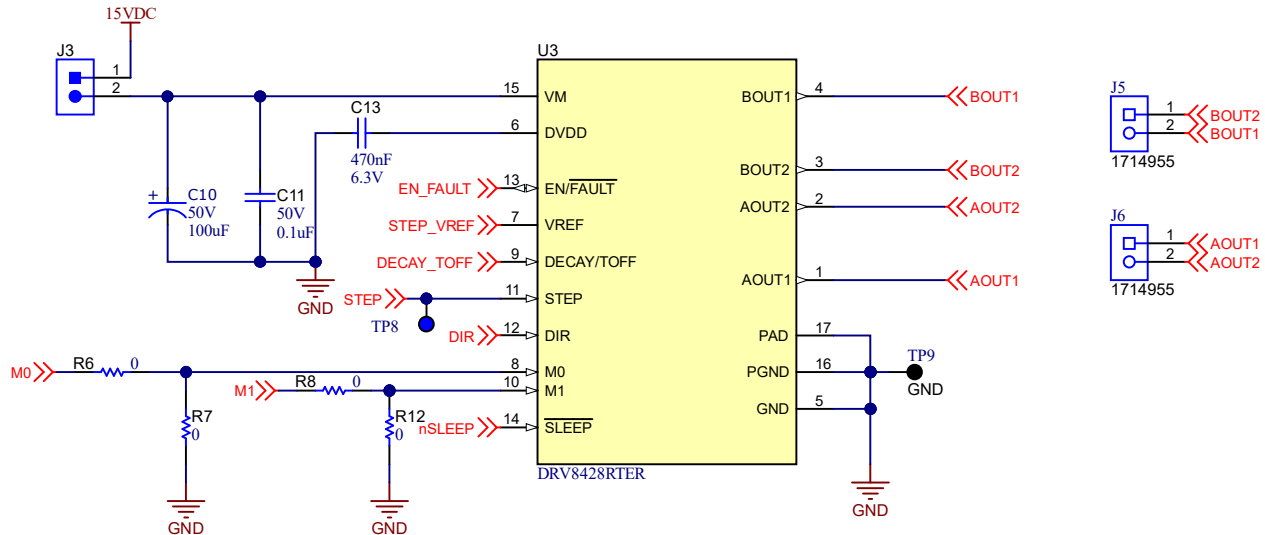 15VDC
J3
1
2
U3
15
VM
BOUT1
4
BOUT1
C13
470nF
6.3V
6
DVDD
J5
1
BOUT2
2
BOUT1
1714955
BOUT2
3
BOUT2
+
C10
50V
100uF
C11
50V
0.1uF
EN_FAULT
13
EN/FAULT
AOUT2
2
AOUT2
STEP_VREF
7
VREF
J6
1
AOUT1
2
AOUT2
1714955
DECAY_TOFF
9
DECAY/TOFF
AOUT1
1
AOUT1
GND
STEP
11
STEP
TP8
DIR
12
DIR
PAD
17
M0
R6
0
8
M0
PGND
16
TP9
GND
M1
R8
0
10
M1
GND
5
R7
0
R12
0
nSLEEP
14
SLEEP
DRV8428RTER
GND
GND
GND